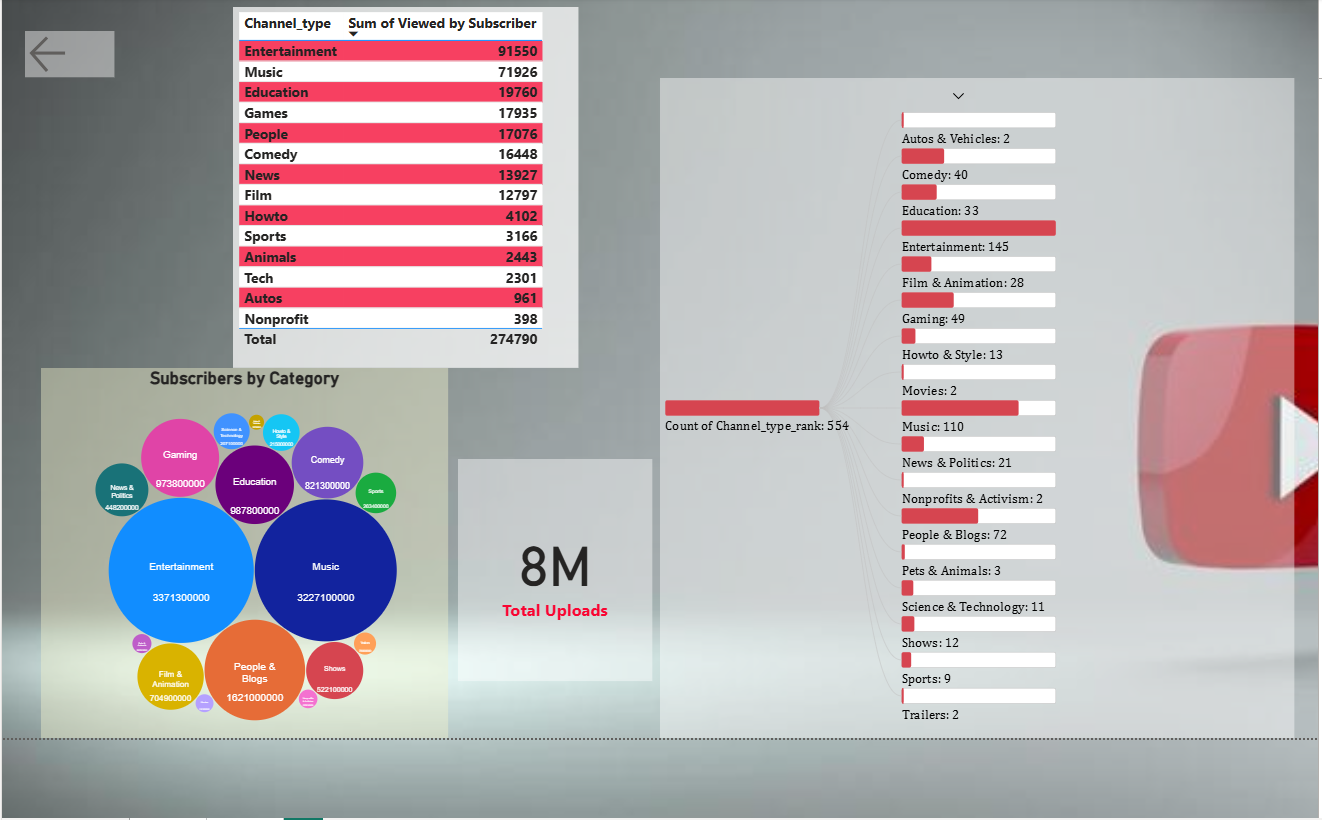 Channel_type Sum of Viewed by Subscriber
Entertainment 91550
Music 71926
Education 19760
Games 17935
People 17076
Comedy 16448
News 13927
Film 12797
Howto 4102
Sports 3166
Animals 2443
Tech 2301
Autos 961
Nonprofit 398
Total 274790
Subscribers by Category
Science &
Technology
Howto &
Style
Gaming
973800000
Comedy
821300000
Education
987800000
News &
Politics
448200000
Sports
Entertainment
3371300000
Music
3227100000
Film &
Animation
704900000
People &
Blogs
1621000000
Shows
522100000
8M
Total Uploads
Count of Channel_type_rank: 554
Autos & Vehicles: 2
Comedy: 40
Education: 33
Entertainment: 145
Film & Animation: 28
Gaming: 49
Howto & Style: 13
Movies: 2
Music: 110
News & Politics: 21
Nonprofits & Activism: 2
People & Blogs: 72
Pets & Animals: 3
Science & Technology: 11
Shows: 12
Sports: 9
Trailers: 2